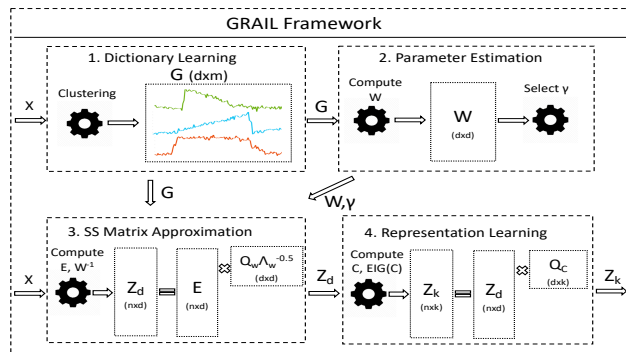 GRAIL Framework
1. Dictionary Learning
G (dxm)
Clustering
X
G
2. Parameter Estimation
Compute
W
W
(dxd)
Select γ
G
W,γ
3. SS Matrix Approximation
Compute
E, W⁻¹
X
Z_d
(nxd)
=
E
(nxd)
Q_wΛ_w^-0.5
(dxd)
Z_d
4. Representation Learning
Compute
C, EIG(C)
Z_k
(nxk)
=
Z_d
(nxd)
Q_C
(dxk)
Z_k